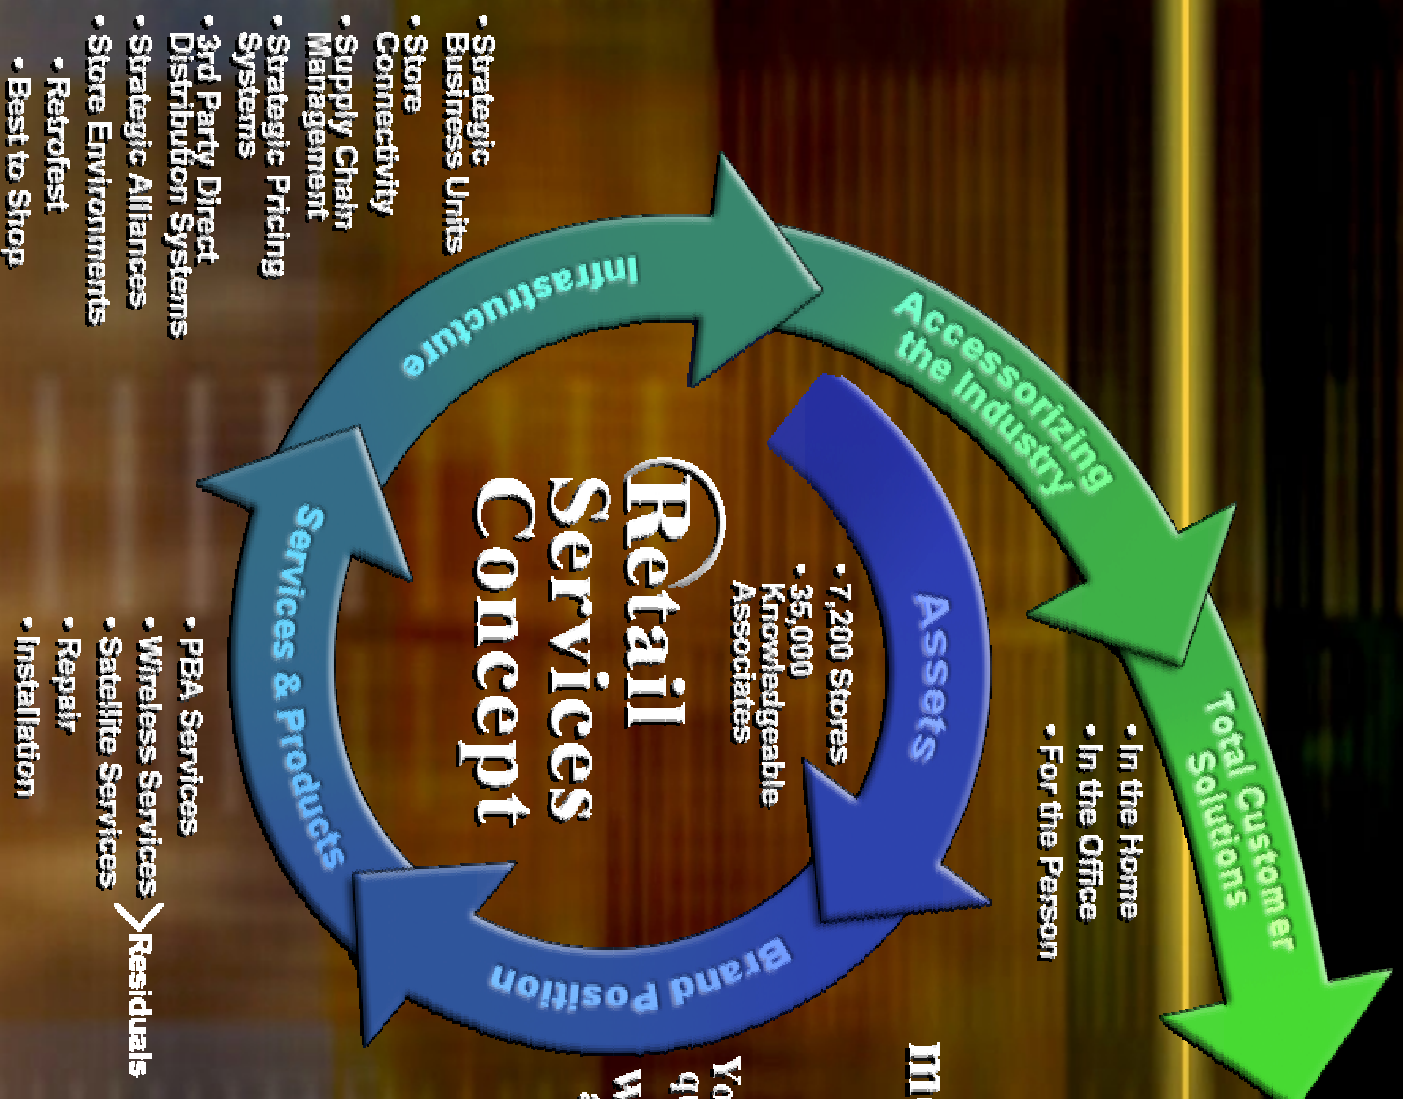 Total Customer
Solutions
• In the Home
• In the Office
• For the Person
Accessorizing
the Industry
Assets
• 7,200 Stores
• 35,000
Knowledgeable
Associates
Brand Position
Retail
Services
Concept
Infrastructure
Services & Products
• Strategic
Business Units
• Store
Connectivity
• Supply Chain
Management
• Strategic Pricing
Systems
• 3rd Party Direct
Distribution Systems
• Strategic Alliances
• Store Environments
• Retrofest
• Best to Shop
• PBA Services
• Wireless Services
• Satellite Services
Residuals
• Repair
• Installation